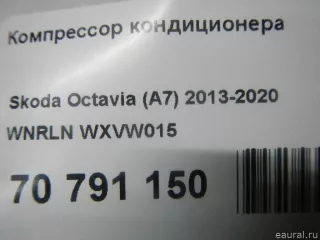 Компрессор кондиционера
Skoda Octavia (A7) 2013-2020
WNRLN WXVW015
70 791 150
eaural.ru